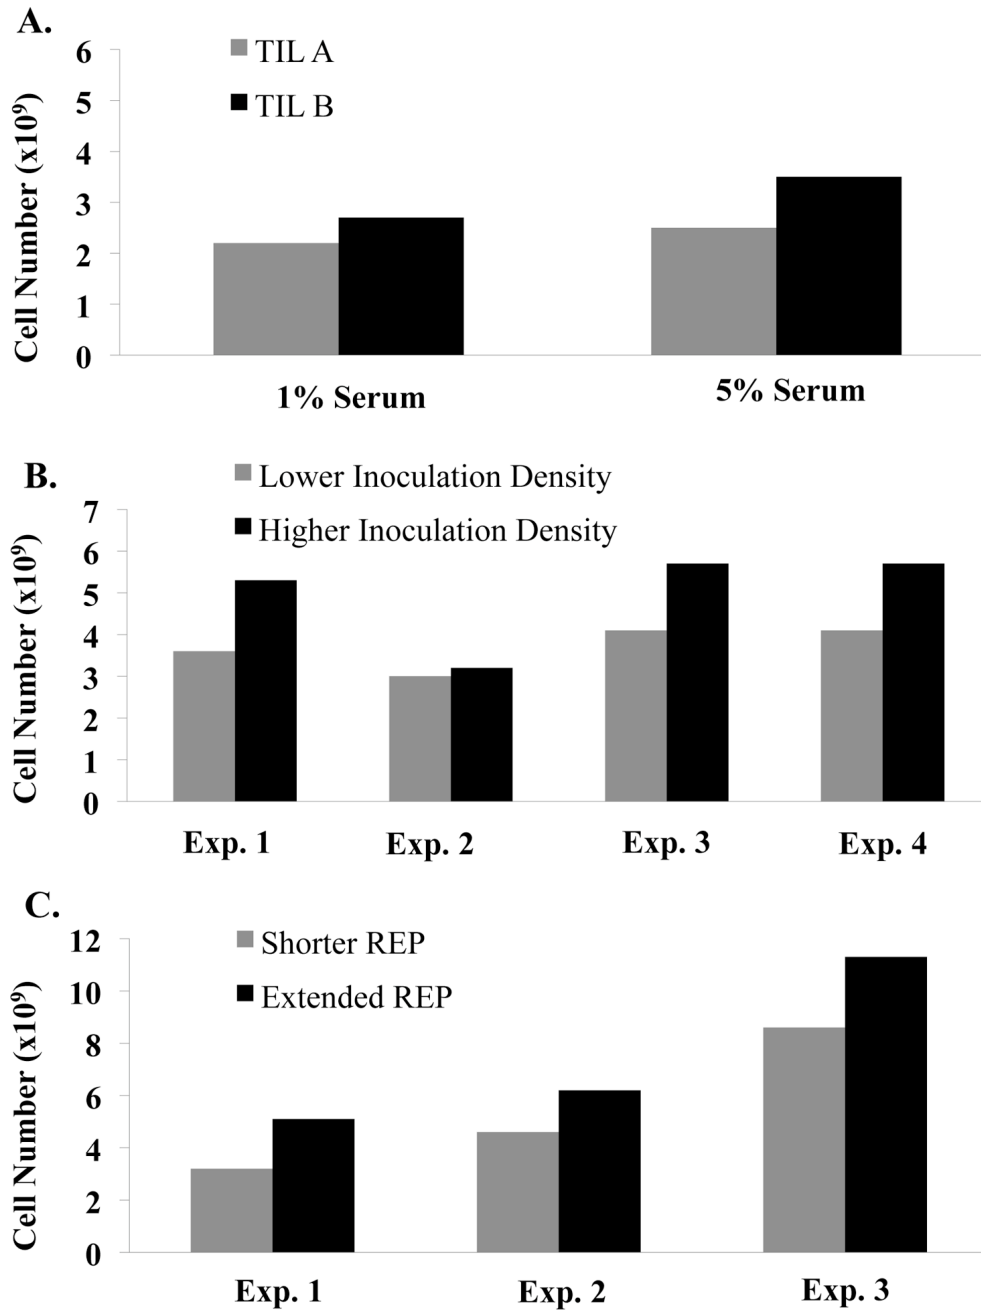 A.
TIL A
TIL B
Cell Number (x10⁹)
6
5
4
3
2
1
0
1% Serum
5% Serum
B.
Lower Inoculation Density
Higher Inoculation Density
Cell Number (x10⁹)
7
6
5
4
3
2
1
0
Exp. 1
Exp. 2
Exp. 3
Exp. 4
C.
Shorter REP
Extended REP
Cell Number (x10⁹)
12
10
8
6
4
2
0
Exp. 1
Exp. 2
Exp. 3